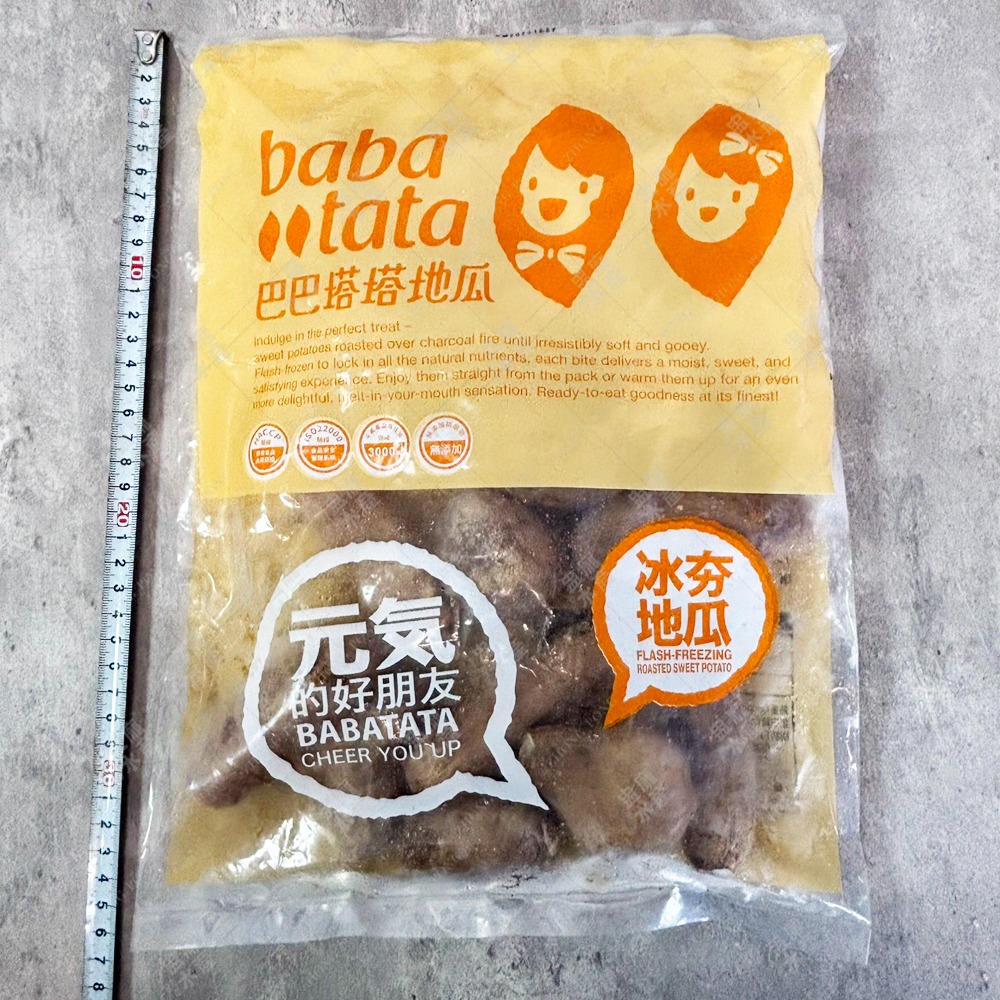 baba
tata
巴巴塔塔地瓜
Indulge in the perfect treat –
sweet potatoes roasted over charcoal fire until irresistibly soft and gooey.
Flash-frozen to lock in all the natural nutrients, each bite delivers a moist, sweet, and
satisfying experience. Enjoy them straight from the pack or warm them up for an even
more delightful, melt-in-your-mouth sensation. Ready-to-eat goodness at its finest!
HACCP
ISO22000
3000
無添加
冰夯
地瓜
FLASH-FREEZING
ROASTED SWEET POTATO
元気
的好朋友
BABATATA
CHEER YOU UP